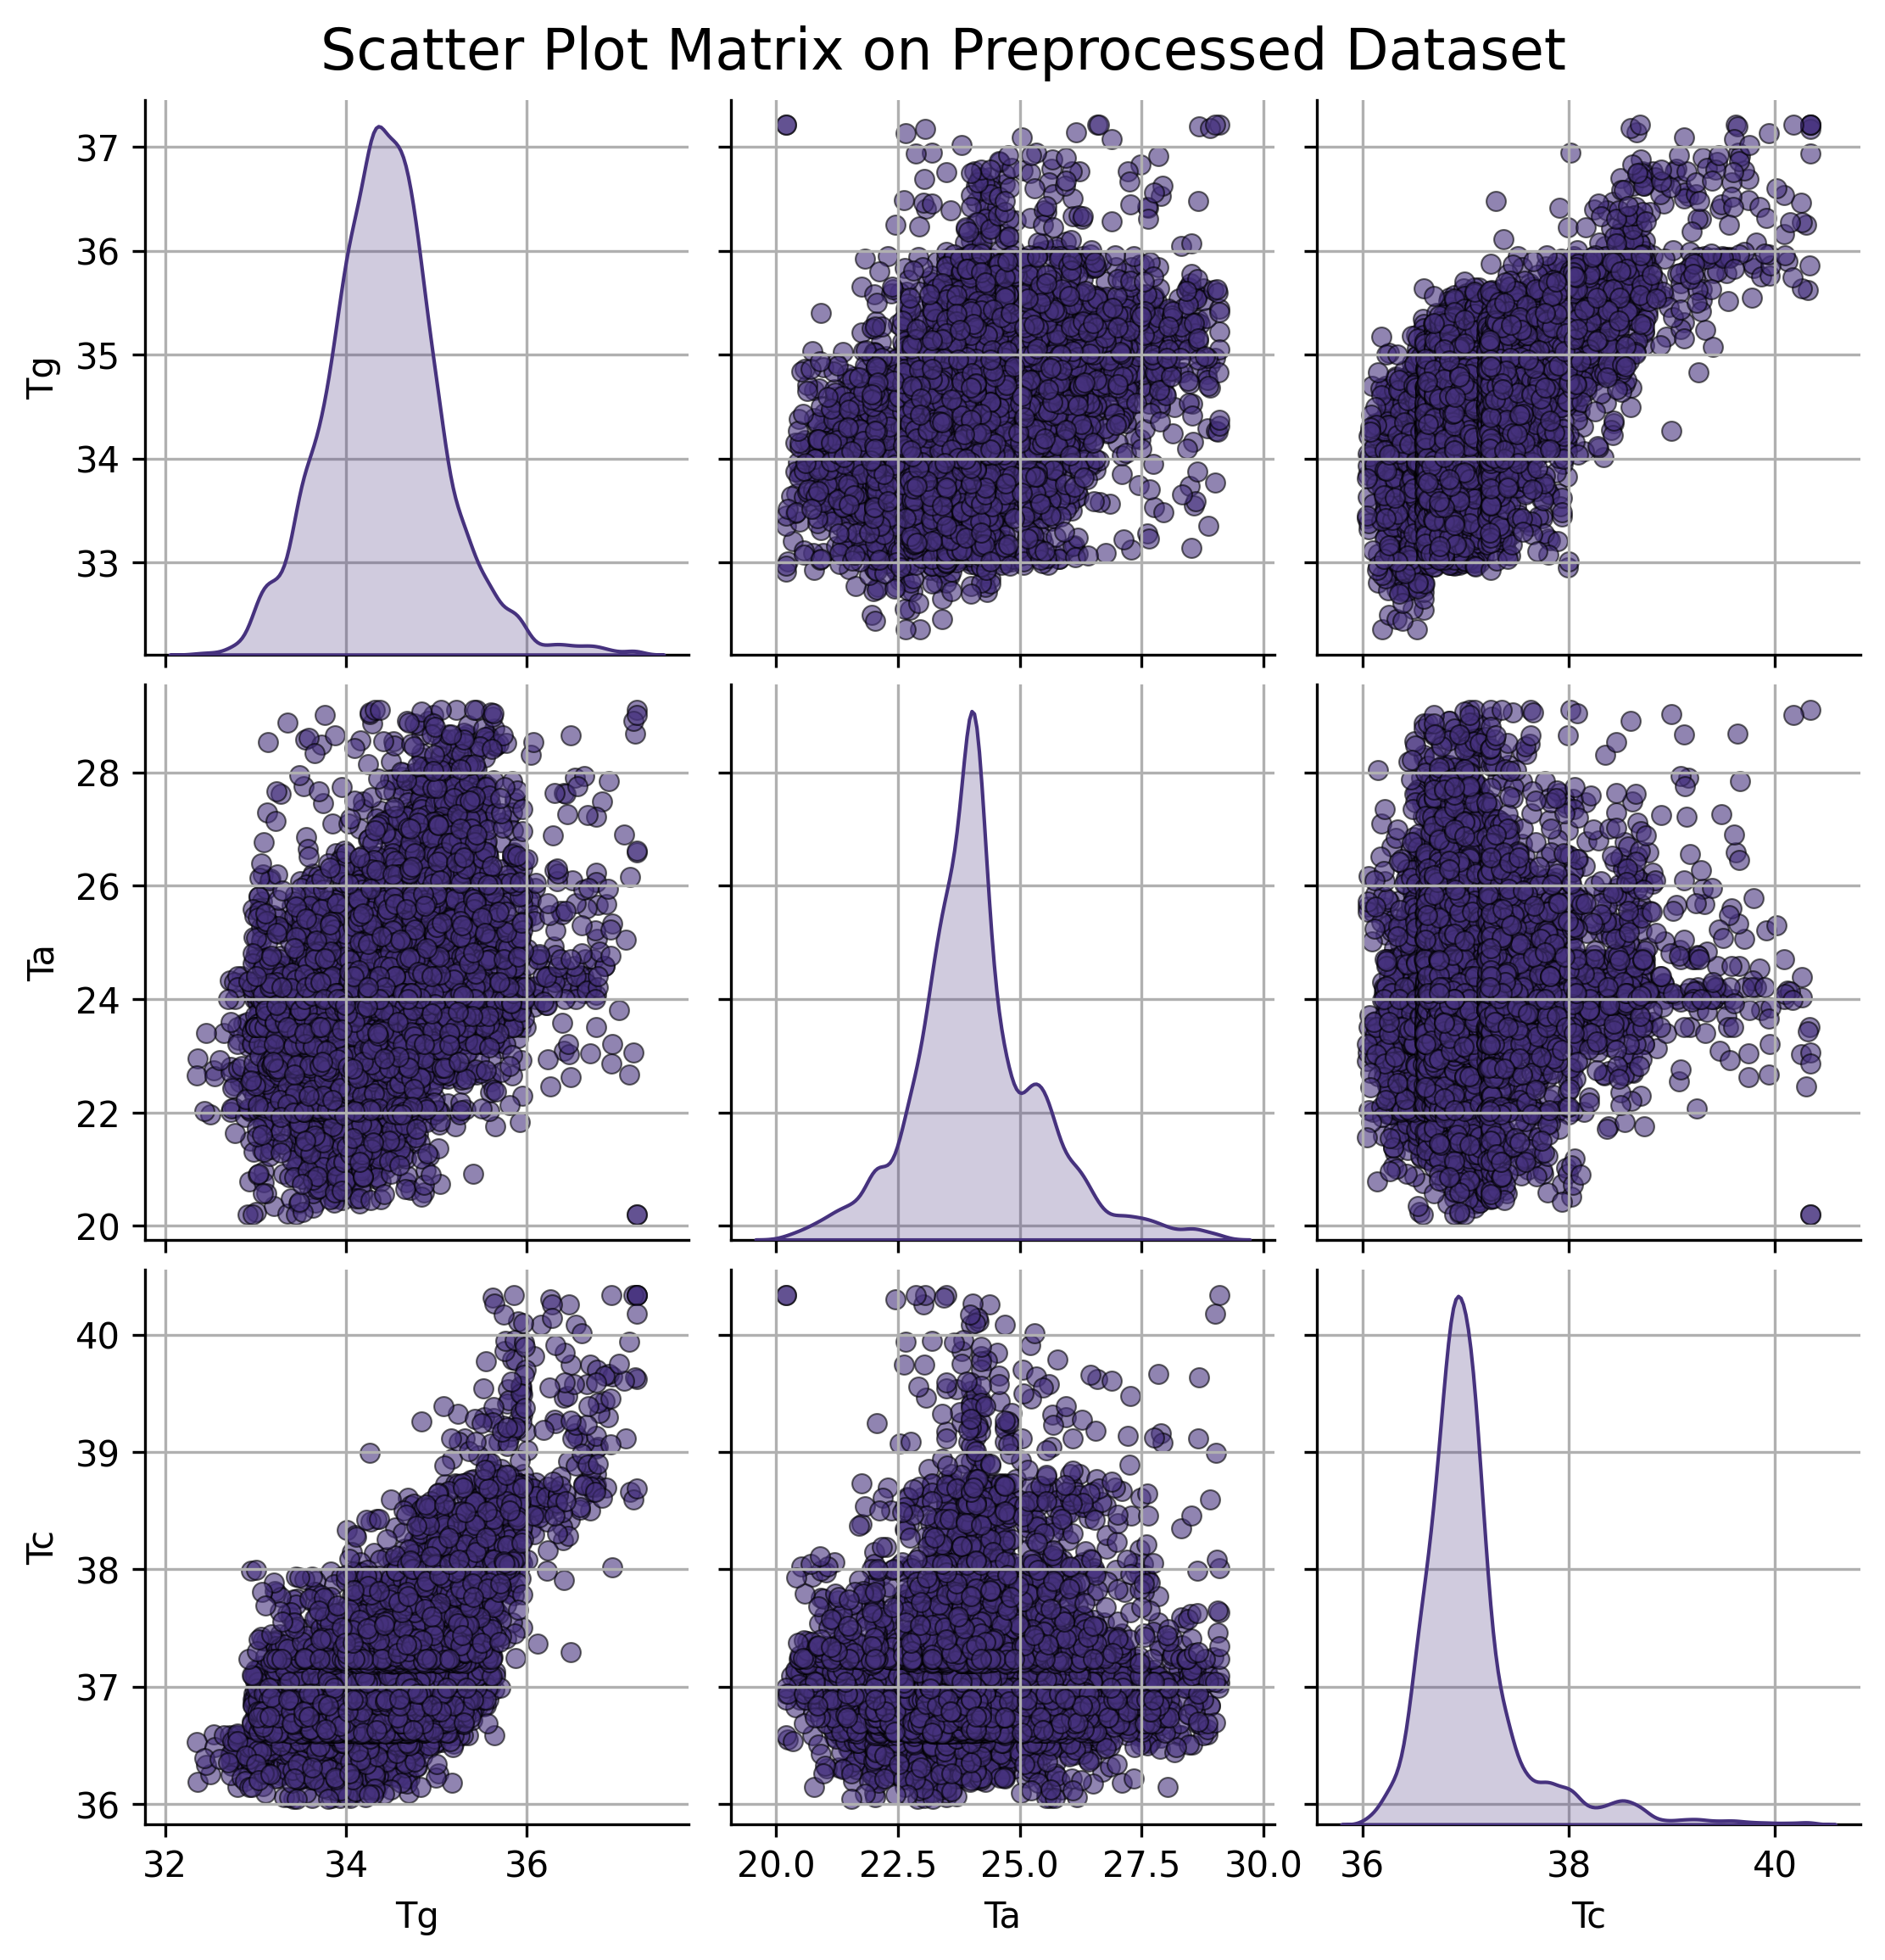 Scatter Plot Matrix on Preprocessed Dataset
37
36
35
34
33
Tg
28
26
24
22
20
Ta
40
39
38
37
36
Tc
32 34 36
20.0 22.5 25.0 27.5 30.0
36 38 40
Tg Ta Tc